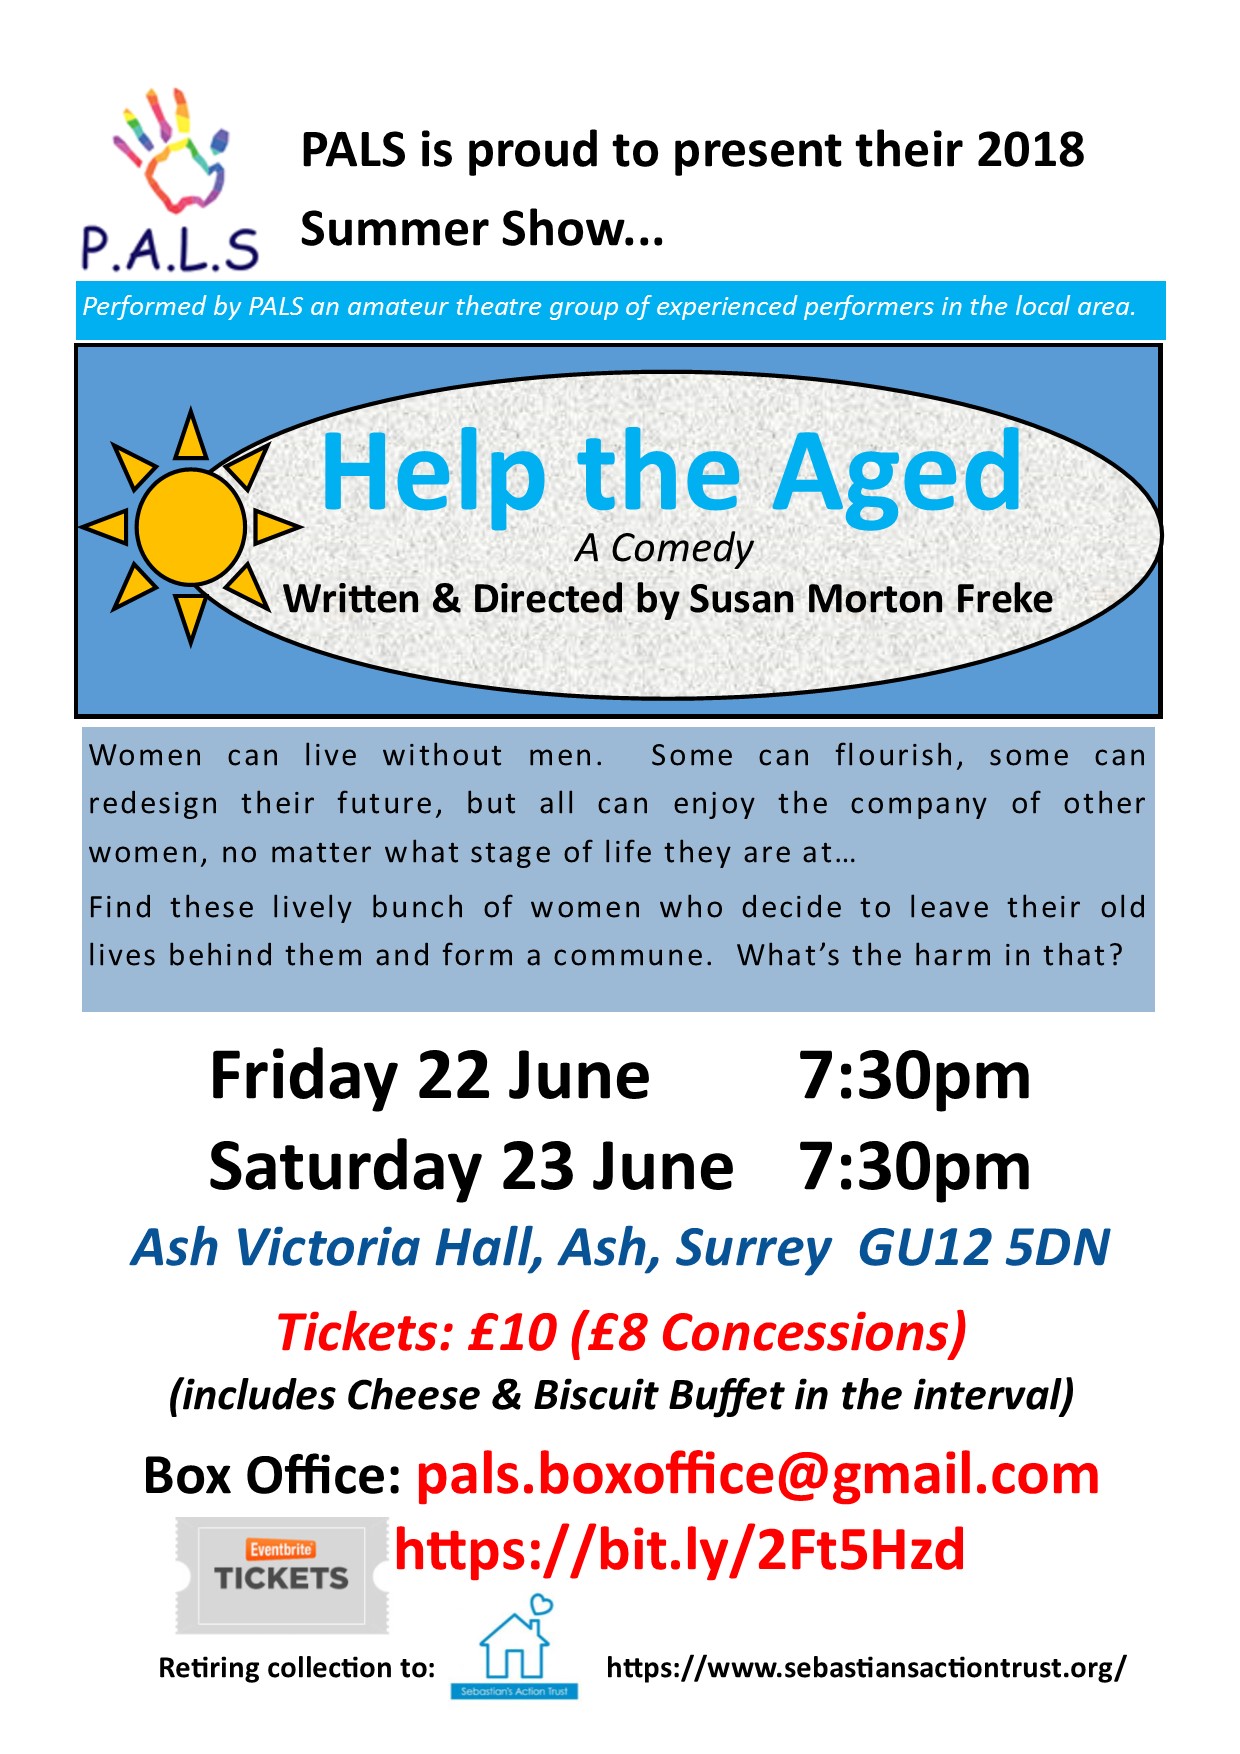 P.A.L.S
PALS is proud to present their 2018
Summer Show...
Performed by PALS an amateur theatre group of experienced performers in the local area.
Help the Aged
A Comedy
Written & Directed by Susan Morton Freke
Women can live without men. Some can flourish, some can
redesign their future, but all can enjoy the company of other
women, no matter what stage of life they are at…
Find these lively bunch of women who decide to leave their old
lives behind them and form a commune. What’s the harm in that?
Friday 22 June 7:30pm
Saturday 23 June 7:30pm
Ash Victoria Hall, Ash, Surrey GU12 5DN
Tickets: £10 (£8 Concessions)
(includes Cheese & Biscuit Buffet in the interval)
Box Office: pals.boxoffice@gmail.com
https://bit.ly/2Ft5Hzd
Eventbrite
TICKETS
Retiring collection to:
Sebastian's Action Trust
https://www.sebastiansactiontrust.org/